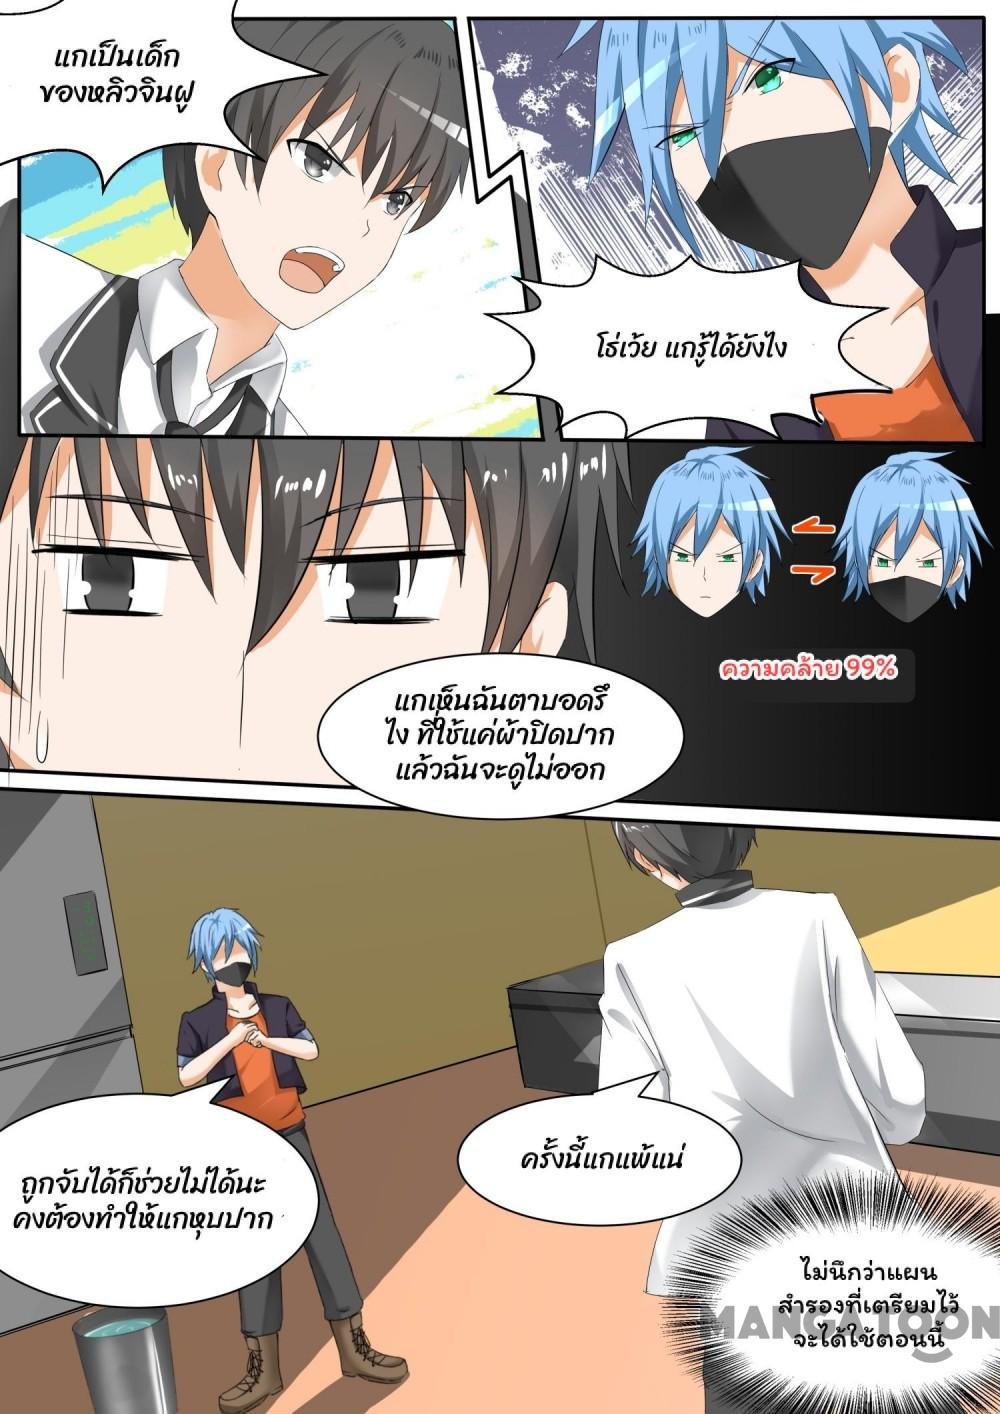 แกเป็นเด็ก
ของหลิวจินฝู
โธ่เว้ย แกรู้ได้ยังไง
ความคล้าย 99%
แกเห็นฉันตาบอดรึ
ไง ที่ใช้แค่ผ้าปิดปาก
แล้วฉันจะดูไม่ออก
ครั้งนี้แกแพ้แน่
ถูกจับได้ก็ช่วยไม่ได้นะ
คงต้องทำให้แกหุบปาก
ไม่นึกว่าแผน
สำรองที่เตรียมไว้
จะได้ใช้ตอนนี้
MANGATOON